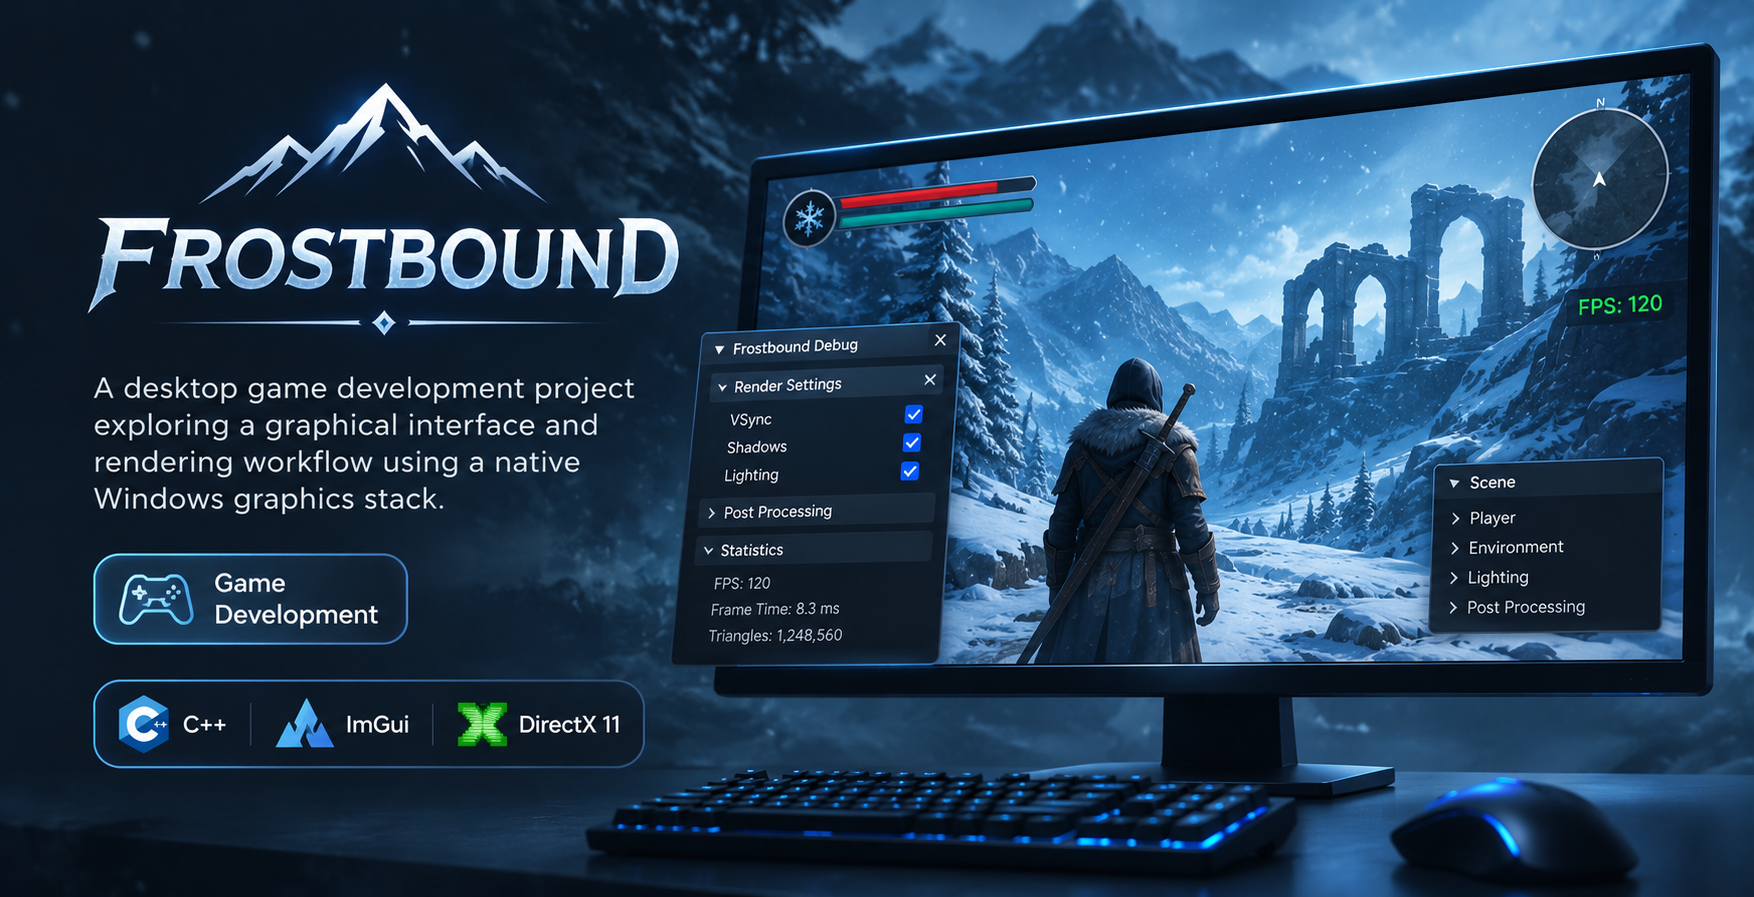 FROSTBOUND
A desktop game development project
exploring a graphical interface and
rendering workflow using a native
Windows graphics stack.
Game
Development
C++
ImGui
DirectX 11
Frostbound Debug
Render Settings
VSync
Shadows
Lighting
Post Processing
Statistics
FPS: 120
Frame Time: 8.3 ms
Triangles: 1,248,560
N
FPS: 120
Scene
Player
Environment
Lighting
Post Processing